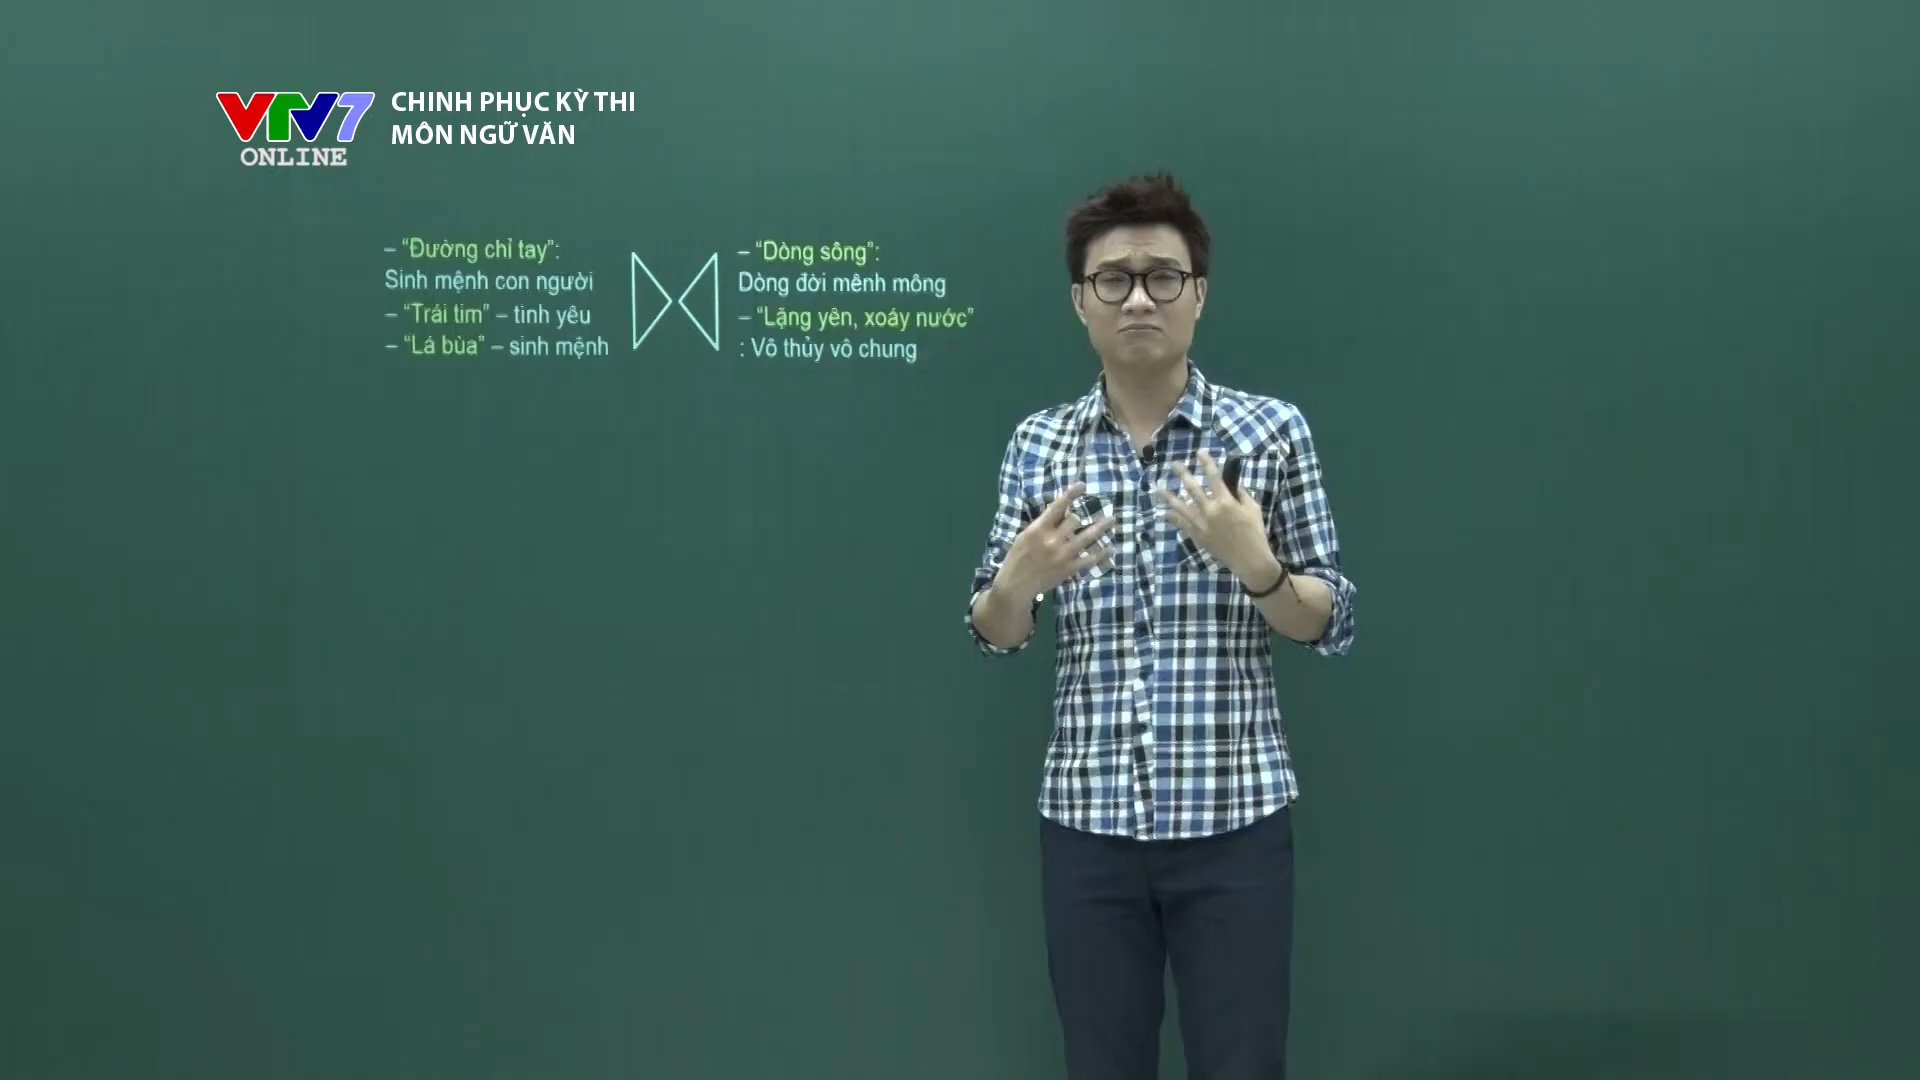 VTV7
ONLINE
CHINH PHỤC KỲ THI
MÔN NGỮ VĂN
– “Đường chỉ tay”:
Sinh mệnh con người
– “Trái tim” – tình yêu
– “Lá bùa” – sinh mệnh
– “Dòng sông”:
Dòng đời mênh mông
– “Lặng yên, xoáy nước”
: Vô thủy vô chung